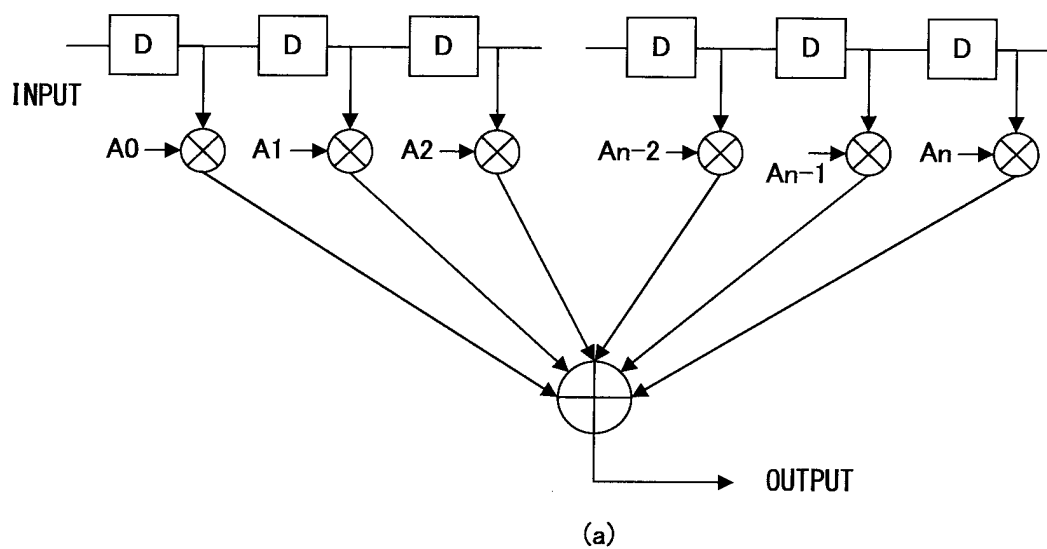 D D D D D D
INPUT
A0 A1 A2 An-2 An-1 An
OUTPUT
(a)